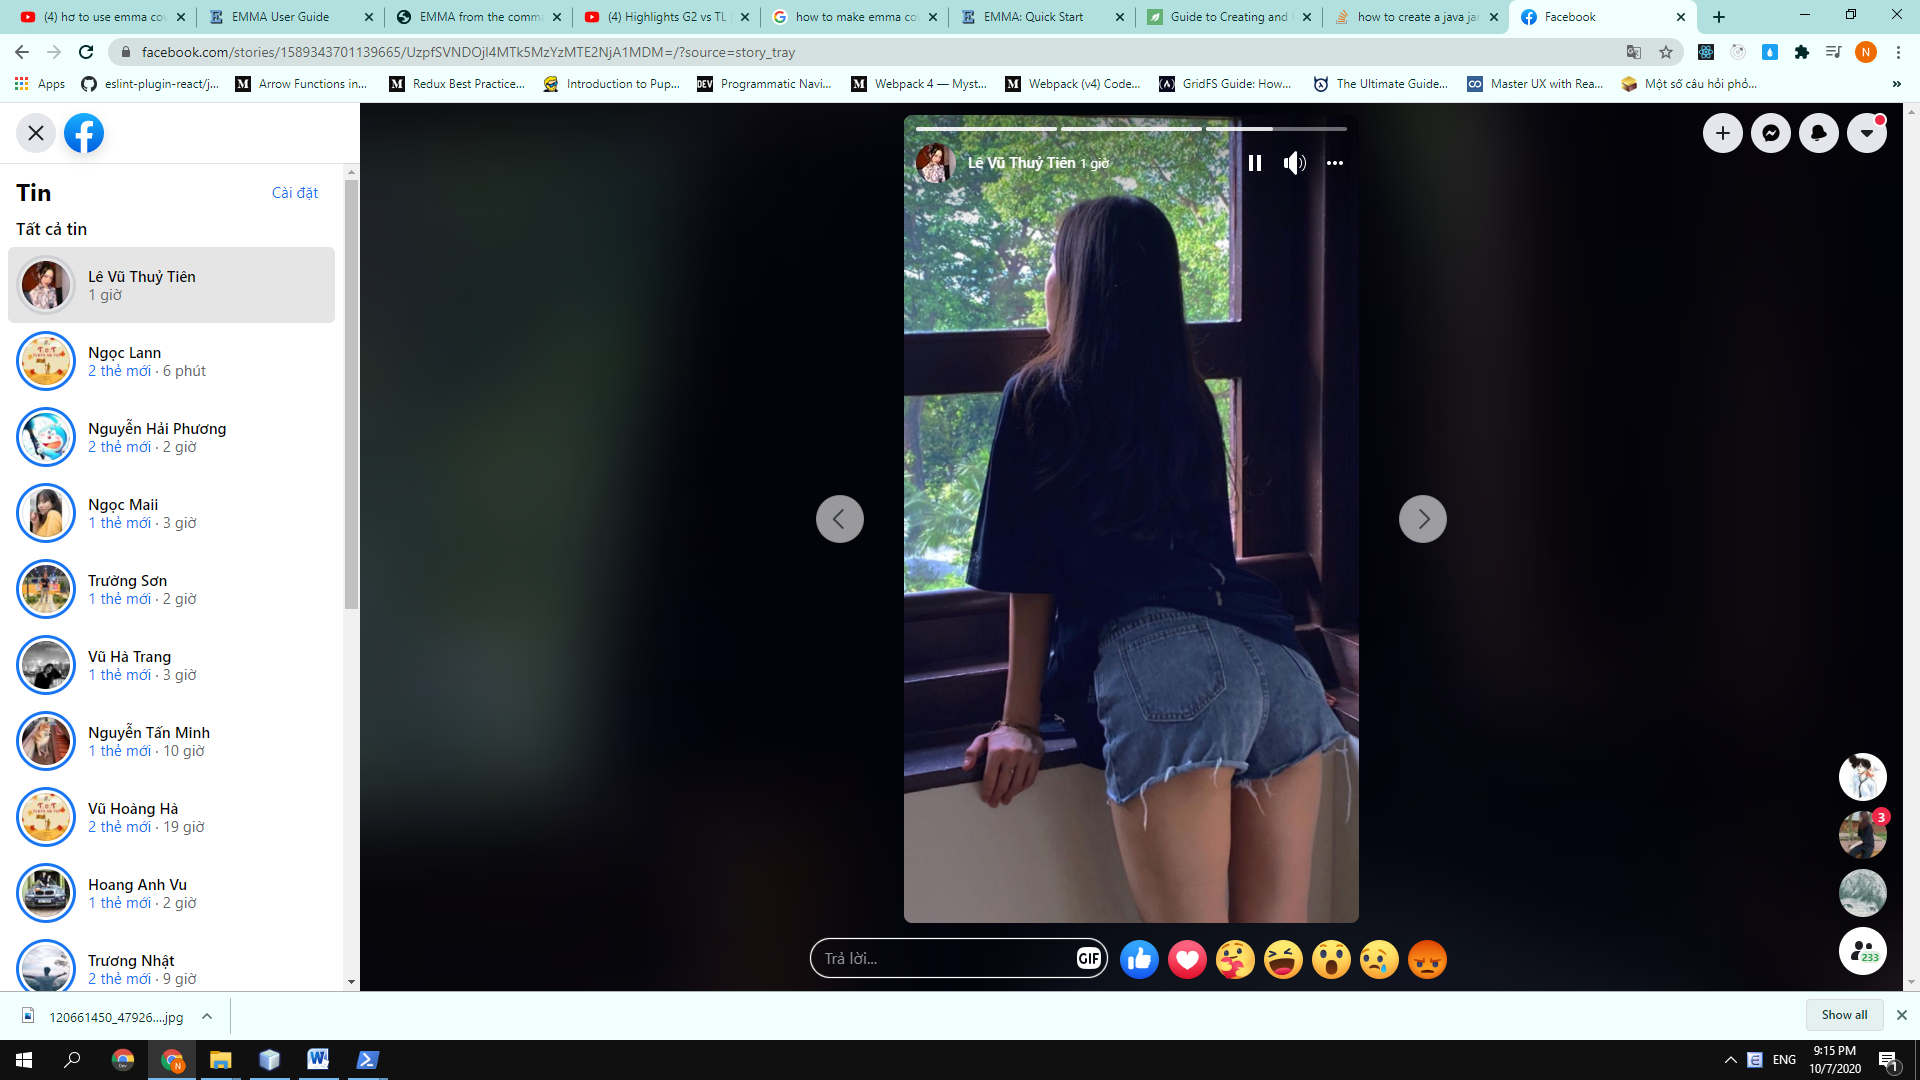 (4) hơ to use emma cov
EMMA User Guide
EMMA from the comma
(4) Highlights G2 vs TL
how to make emma cov
EMMA: Quick Start
Guide to Creating and
how to create a java jar
Facebook
facebook.com/stories/1589343701139665/UzpfSVNDOjI4MTk5MzYzMTE2NjA1MDM=/?source=story_tray
N
Apps
eslint-plugin-react/j...
Arrow Functions in...
Redux Best Practice...
Introduction to Pup...
DEV Programmatic Navi...
Webpack 4 — Myst...
Webpack (v4) Code...
GridFS Guide: How...
The Ultimate Guide...
Master UX with Rea...
Một số câu hỏi phổ...
Tin
Cài đặt
Tất cả tin
Lê Vũ Thuỷ Tiên
1 giờ
Ngọc Lann
2 thẻ mới · 6 phút
Nguyễn Hải Phương
2 thẻ mới · 2 giờ
Ngọc Maii
1 thẻ mới · 3 giờ
Trường Sơn
1 thẻ mới · 2 giờ
Vũ Hà Trang
1 thẻ mới · 3 giờ
Nguyễn Tấn Minh
1 thẻ mới · 10 giờ
Vũ Hoàng Hà
2 thẻ mới · 19 giờ
Hoang Anh Vu
1 thẻ mới · 2 giờ
Trương Nhật
2 thẻ mới · 9 giờ
Lê Vũ Thuỷ Tiên 1 giờ
Trả lời...
GIF
3
233
120661450_47926....jpg
Show all
ENG
9:15 PM
10/7/2020
1